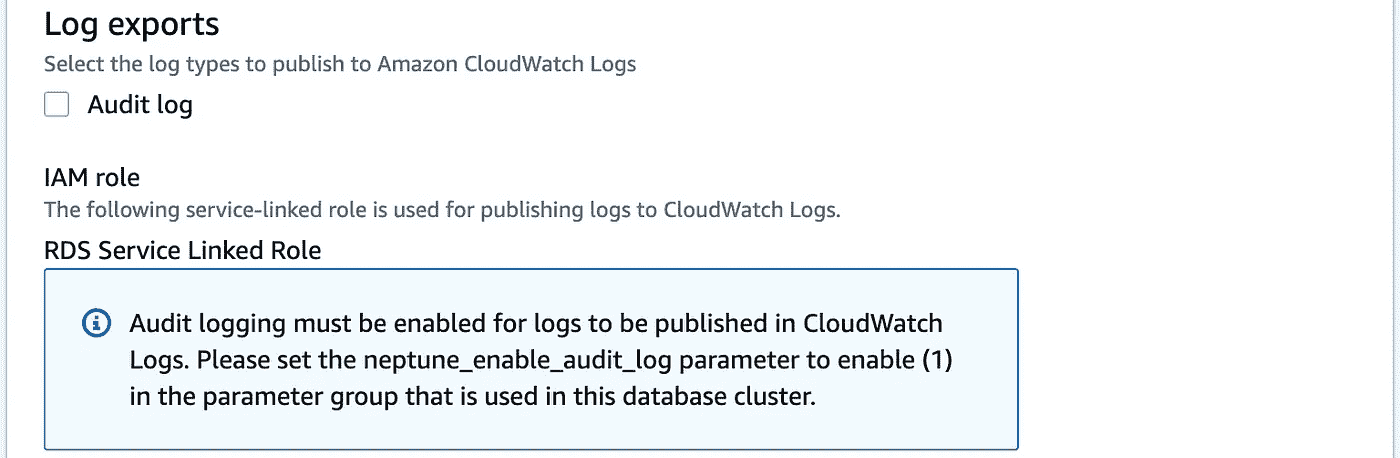 Log exports
Select the log types to publish to Amazon CloudWatch Logs
Audit log
IAM role
The following service-linked role is used for publishing logs to CloudWatch Logs.
RDS Service Linked Role
Audit logging must be enabled for logs to be published in CloudWatch
Logs. Please set the neptune_enable_audit_log parameter to enable (1)
in the parameter group that is used in this database cluster.